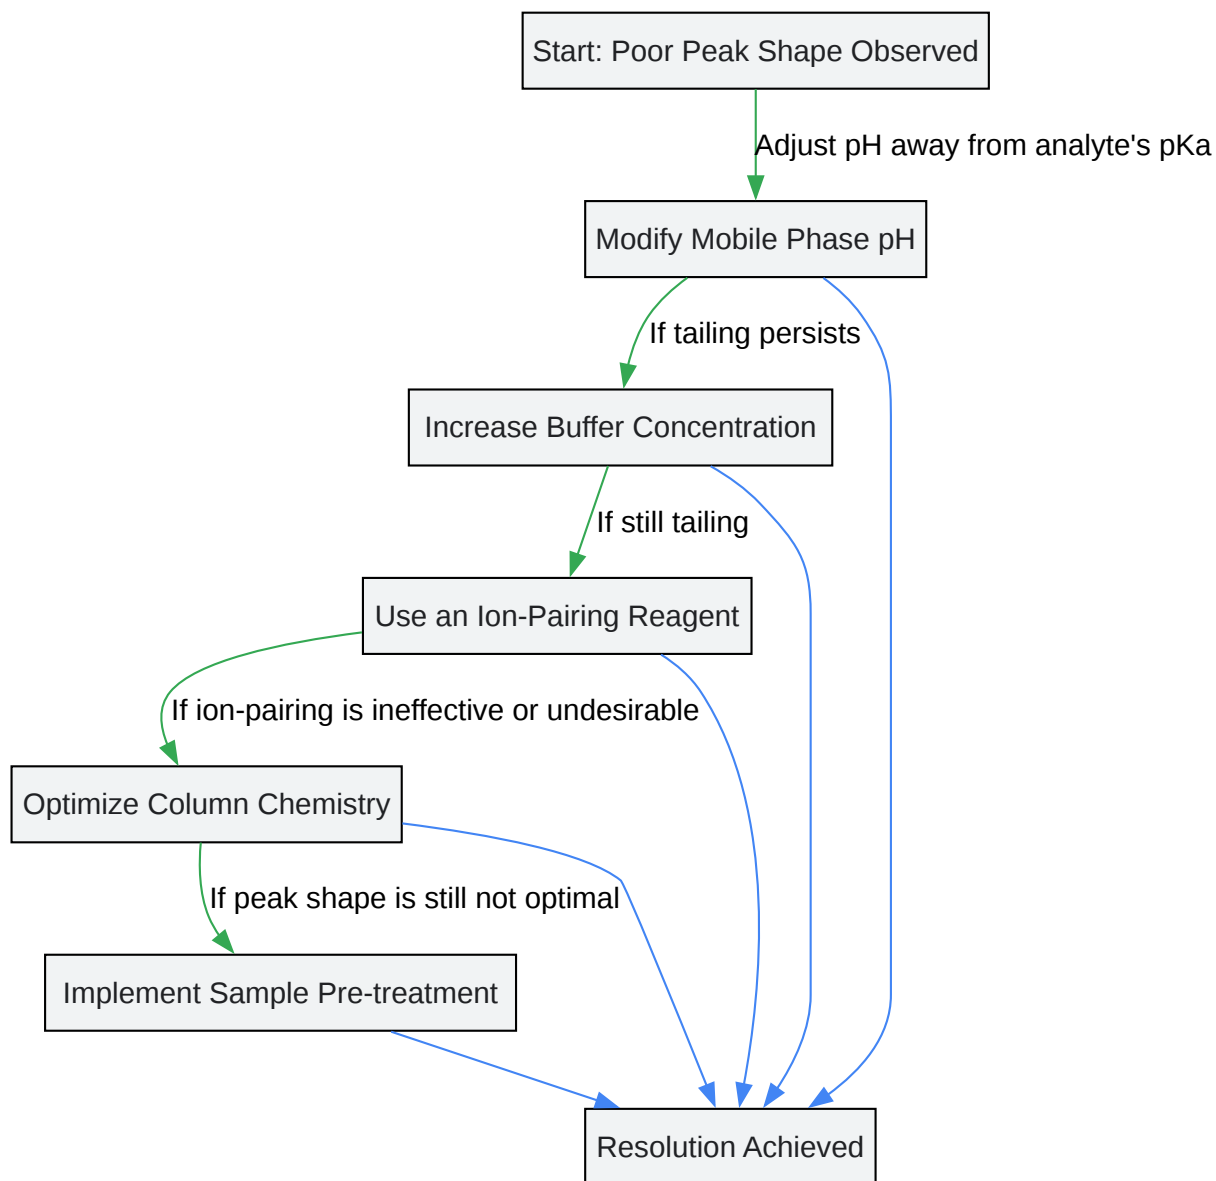 Start: Poor Peak Shape Observed
Adjust pH away from analyte's pKa
Modify Mobile Phase pH
If tailing persists
Increase Buffer Concentration
If still tailing
Use an Ion-Pairing Reagent
If ion-pairing is ineffective or undesirable
Optimize Column Chemistry
If peak shape is still not optimal
Implement Sample Pre-treatment
Resolution Achieved